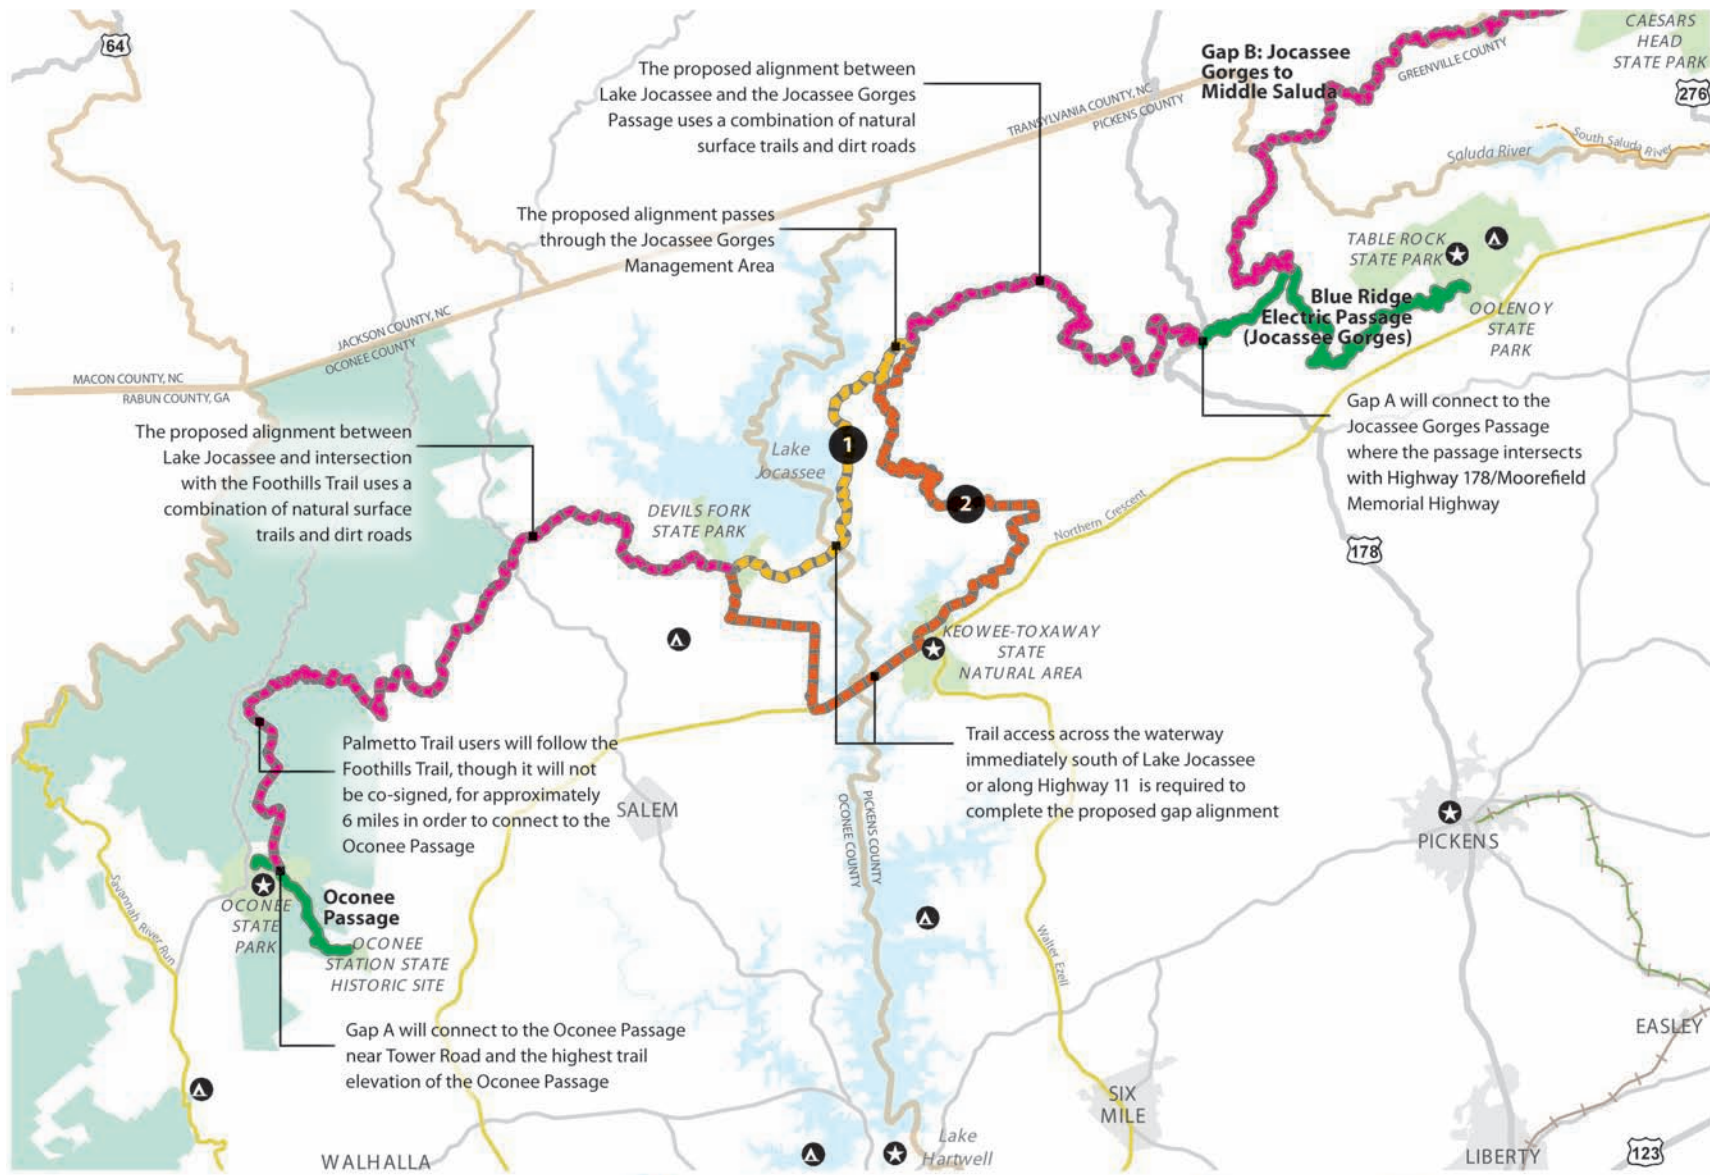 64
The proposed alignment between
Lake Jocassee and the Jocassee Gorges
Passage uses a combination of natural
surface trails and dirt roads
Gap B: Jocassee
Gorges to
Middle Saluda
GREENVILLE COUNTY
CAESARS
HEAD
STATE PARK
276
TRANSYLVANIA COUNTY, NC
PICKENS COUNTY
South Saluda River
Saluda River
The proposed alignment passes
through the Jocassee Gorges
Management Area
TABLE ROCK
STATE PARK
Blue Ridge
Electric Passage
(Jocassee Gorges)
OOLENOY
STATE
PARK
JACKSON COUNTY, NC
OCONEE COUNTY
MACON COUNTY, NC
RABUN COUNTY, GA
The proposed alignment between
Lake Jocassee and intersection
with the Foothills Trail uses a
combination of natural surface
trails and dirt roads
Lake
Jocassee
1
2
DEVILS FORK
STATE PARK
Northern Crescent
Gap A will connect to the
Jocassee Gorges Passage
where the passage intersects
with Highway 178/Moorefield
Memorial Highway
178
KEOWEE-TOXAWAY
STATE
NATURAL AREA
Palmetto Trail users will follow the
Foothills Trail, though it will not
be co-signed, for approximately
6 miles in order to connect to the
Oconee Passage
SALEM
Trail access across the waterway
immediately south of Lake Jocassee
or along Highway 11 is required to
complete the proposed gap alignment
PICKENS COUNTY
OCONEE COUNTY
PICKENS
Savannah River Run
OCONEE
STATE
PARK
Oconee
Passage
OCONEE
STATION STATE
HISTORIC SITE
Walter Ezell
Gap A will connect to the Oconee Passage
near Tower Road and the highest trail
elevation of the Oconee Passage
EASLEY
SIX
MILE
Lake
Hartwell
WALHALLA
LIBERTY
123